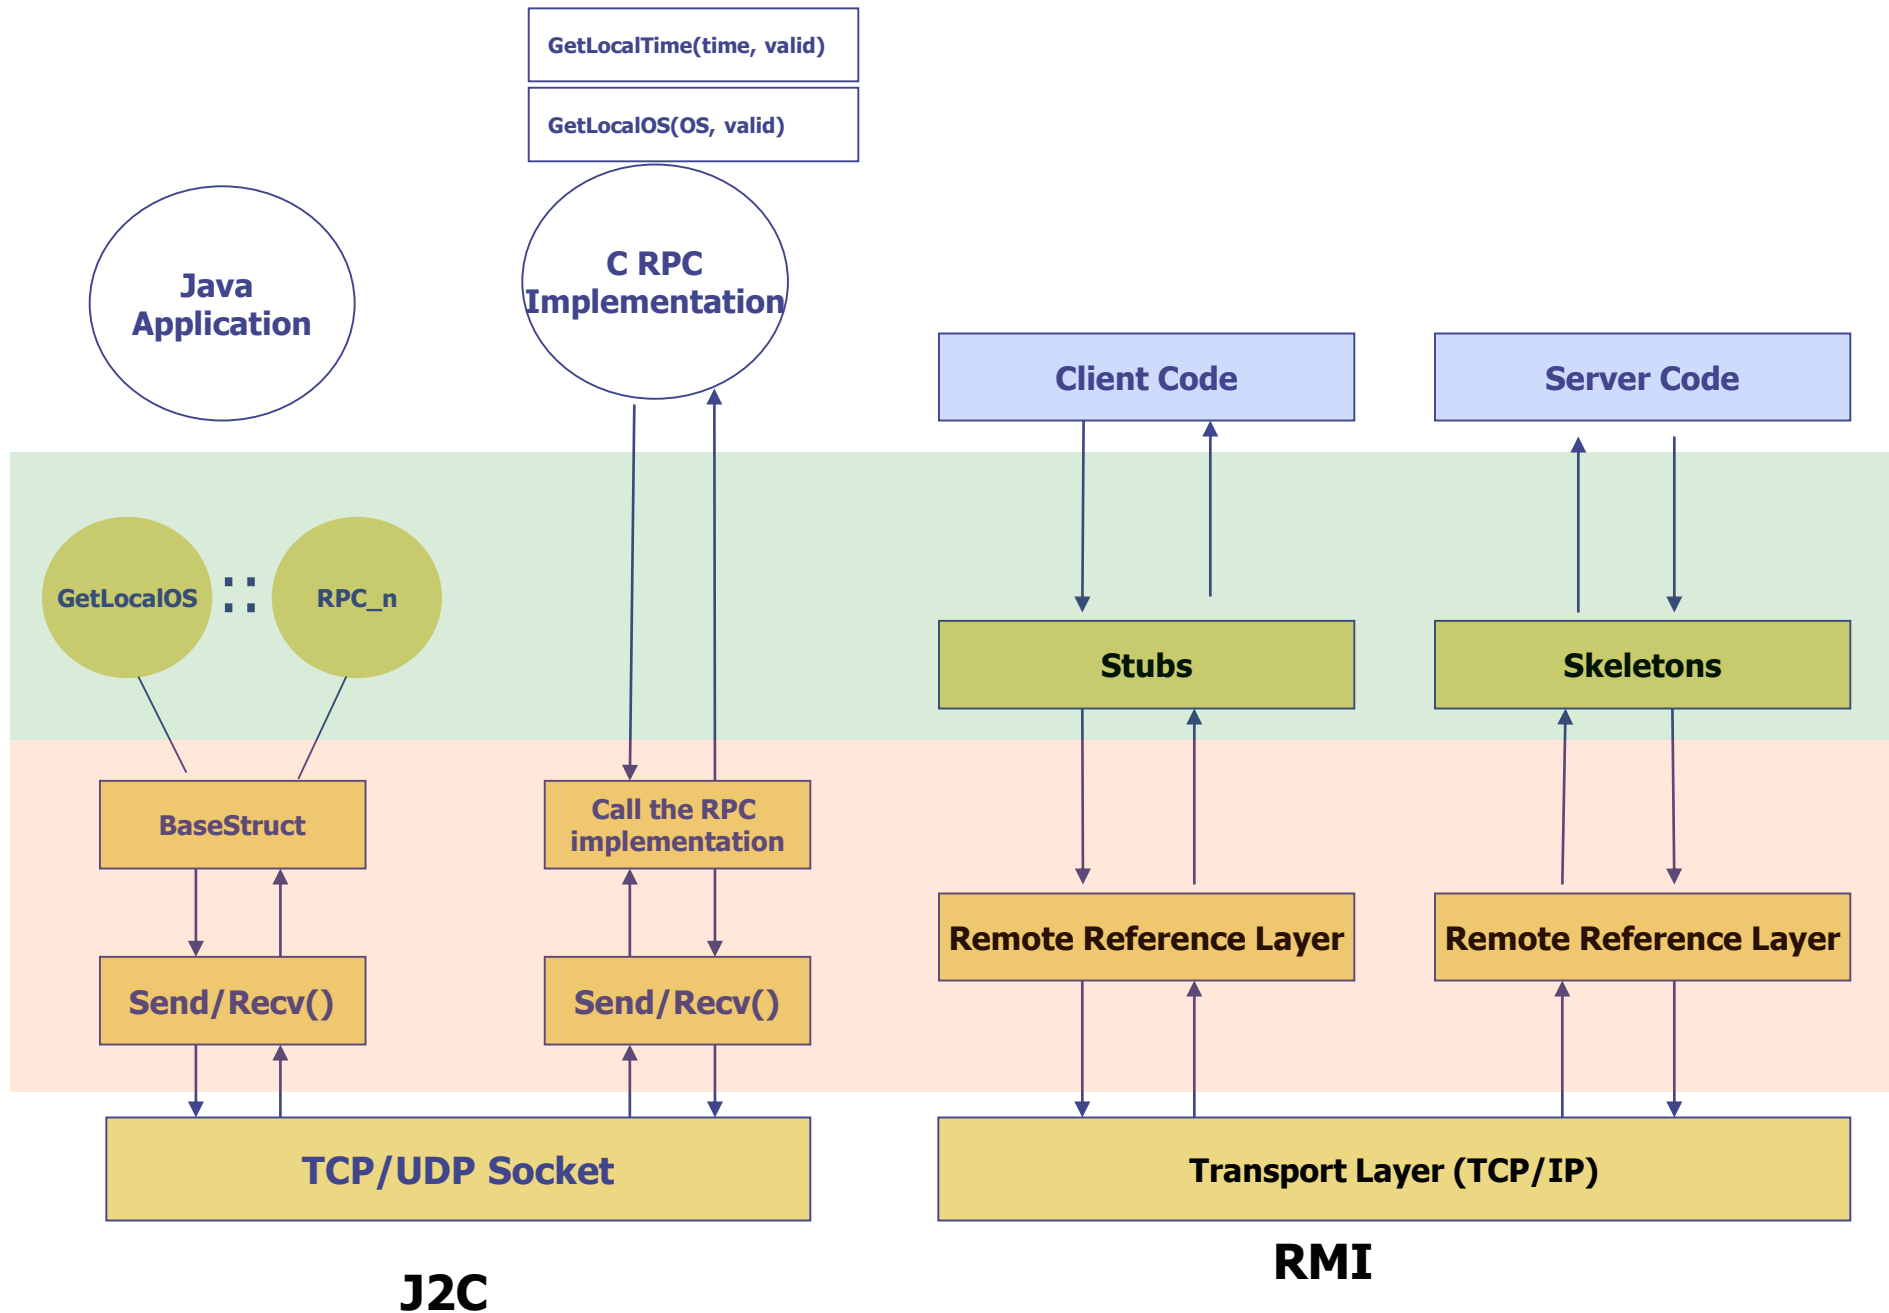 GetLocalTime(time, valid)
GetLocalOS(OS, valid)
Java
Application
C RPC
Implementation
Client Code
Server Code
GetLocalOS
::
RPC_n
Stubs
Skeletons
BaseStruct
Call the RPC
implementation
Remote Reference Layer
Remote Reference Layer
Send/Recv()
Send/Recv()
TCP/UDP Socket
Transport Layer (TCP/IP)
J2C
RMI